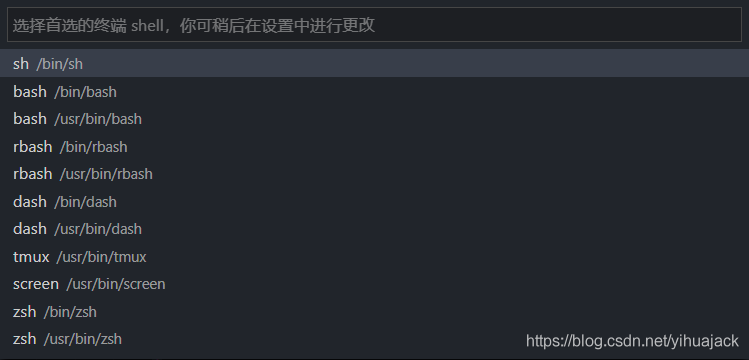 选择首选的终端 shell，你可稍后在设置中进行更改
sh /bin/sh
bash /bin/bash
bash /usr/bin/bash
rbash /bin/rbash
rbash /usr/bin/rbash
dash /bin/dash
dash /usr/bin/dash
tmux /usr/bin/tmux
screen /usr/bin/screen
zsh /bin/zsh
zsh /usr/bin/zsh
https://blog.csdn.net/yihuajack